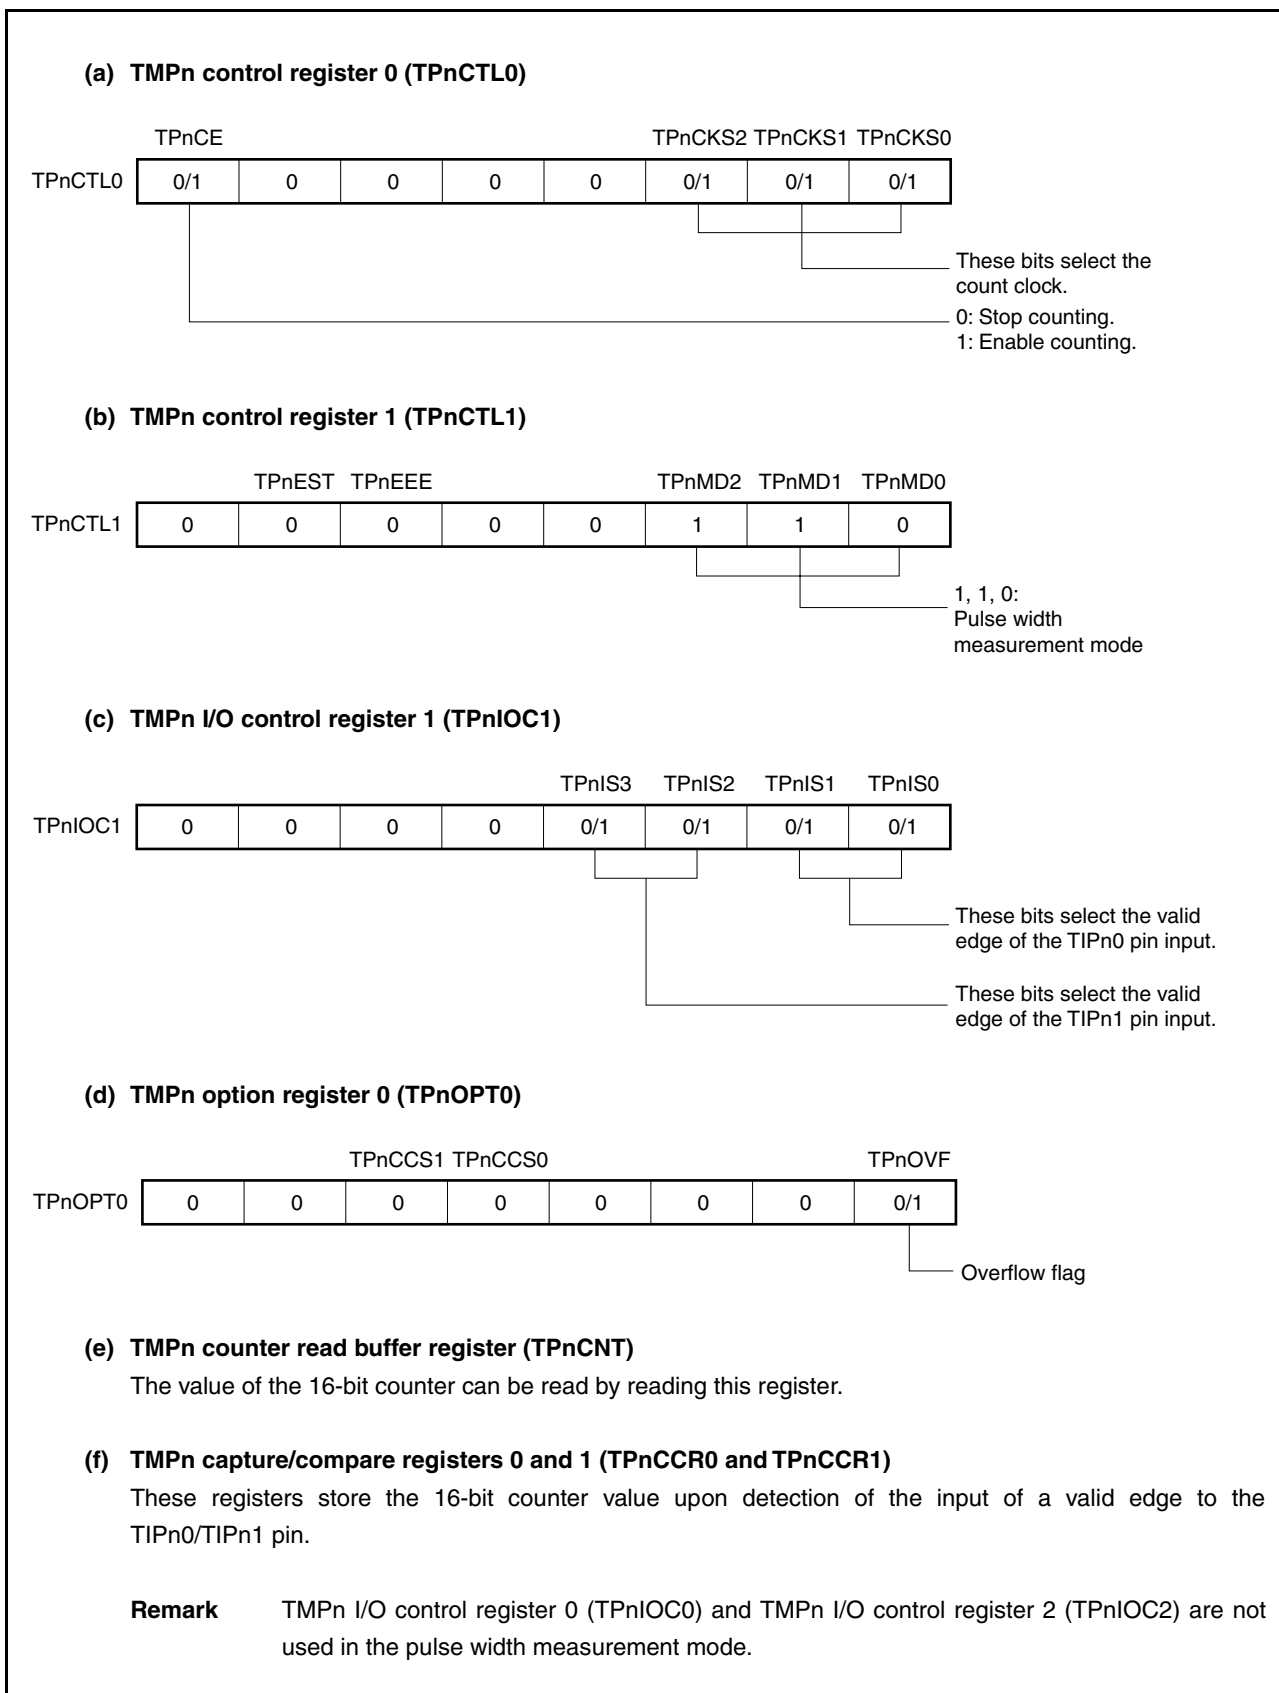 (a) TMPn control register 0 (TPnCTL0)
TPnCE TPnCKS2 TPnCKS1 TPnCKS0
TPnCTL0 0/1 0 0 0 0 0/1 0/1 0/1
These bits select the
count clock.
0: Stop counting.
1: Enable counting.
(b) TMPn control register 1 (TPnCTL1)
TPnEST TPnEEE TPnMD2 TPnMD1 TPnMD0
TPnCTL1 0 0 0 0 0 1 1 0
1, 1, 0:
Pulse width
measurement mode
(c) TMPn I/O control register 1 (TPnIOC1)
TPnIS3 TPnIS2 TPnIS1 TPnIS0
TPnIOC1 0 0 0 0 0/1 0/1 0/1 0/1
These bits select the valid
edge of the TIPn0 pin input.
These bits select the valid
edge of the TIPn1 pin input.
(d) TMPn option register 0 (TPnOPT0)
TPnCCS1 TPnCCS0 TPnOVF
TPnOPT0 0 0 0 0 0 0 0 0/1
Overflow flag
(e) TMPn counter read buffer register (TPnCNT)
The value of the 16-bit counter can be read by reading this register.
(f) TMPn capture/compare registers 0 and 1 (TPnCCR0 and TPnCCR1)
These registers store the 16-bit counter value upon detection of the input of a valid edge to the
TIPn0/TIPn1 pin.
Remark TMPn I/O control register 0 (TPnIOC0) and TMPn I/O control register 2 (TPnIOC2) are not
used in the pulse width measurement mode.